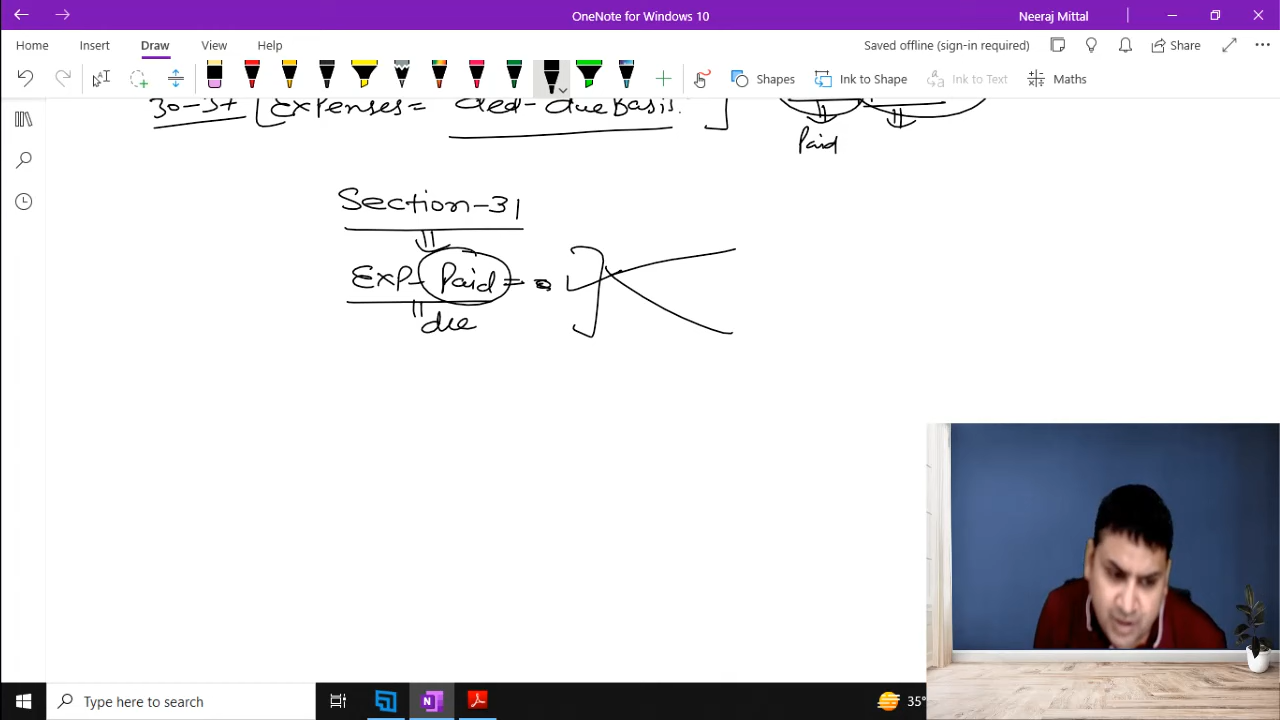 OneNote for Windows 10
Neeraj Mittal
Home Insert Draw View Help
Saved offline (sign-in required)
Share
Shapes
Ink to Shape
Ink to Text
Maths
30-37 [Expenses = ded - due Basis.]
Paid
Section-31
Exp - Paid =
due
Type here to search
35°